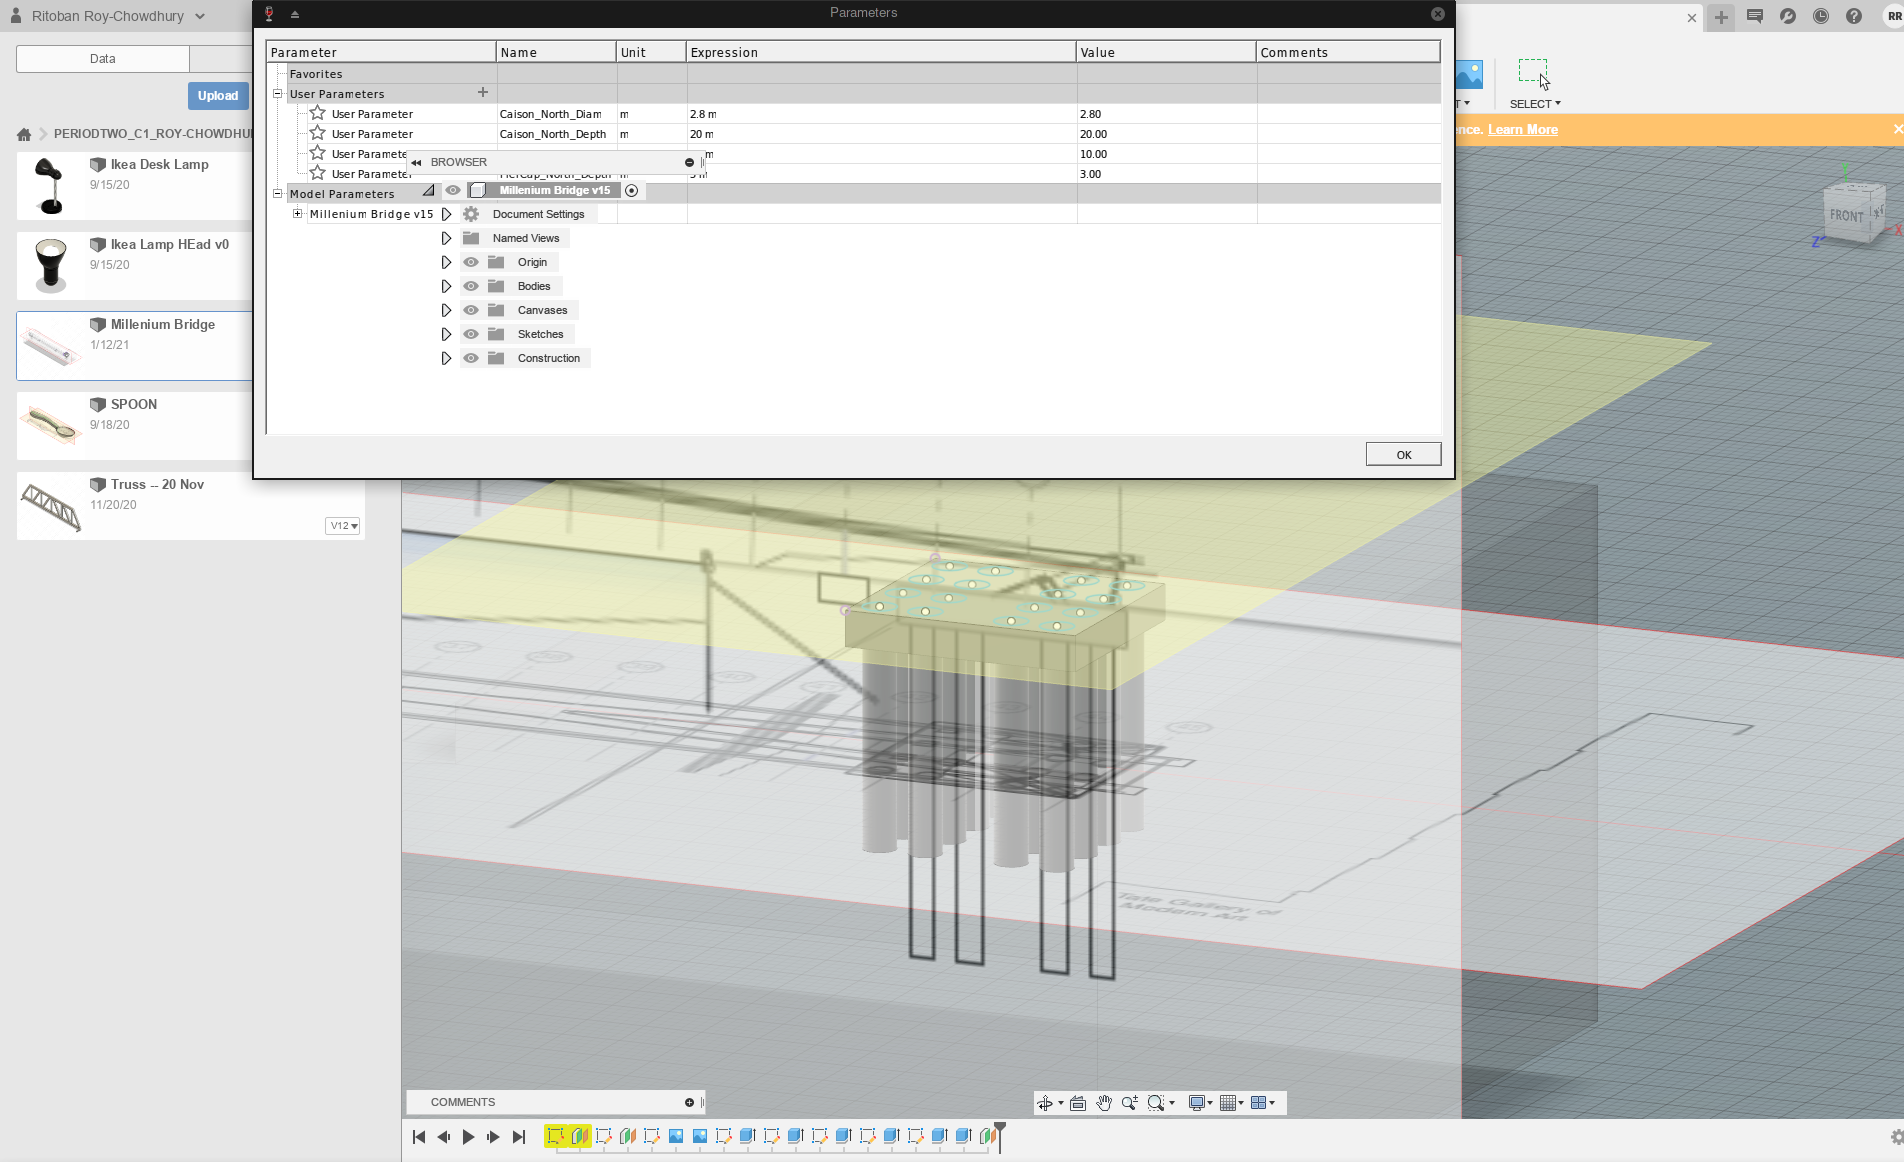 Ritoban Roy-Chowdhury
Parameters
RR
Data
Upload
PERIODTWO_C1_ROY-CHOWDHU
Ikea Desk Lamp
9/15/20
Ikea Lamp HEad v0
9/15/20
Millenium Bridge
1/12/21
SPOON
9/18/20
Truss -- 20 Nov
11/20/20
V12
Parameter Name Unit Expression Value Comments
Favorites
User Parameters
User Parameter Caison_North_Diam m 2.8 m 2.80
User Parameter Caison_North_Depth m 20 m 20.00
User Paramete m 10.00
User Parameter 3.00
Model Parameters
Millenium Bridge v15
BROWSER
Millenium Bridge v15
Document Settings
Named Views
Origin
Bodies
Canvases
Sketches
Construction
OK
T
SELECT
nce. Learn More
FRONT
Z
X
Tate Gallery of
Modern Art
COMMENTS